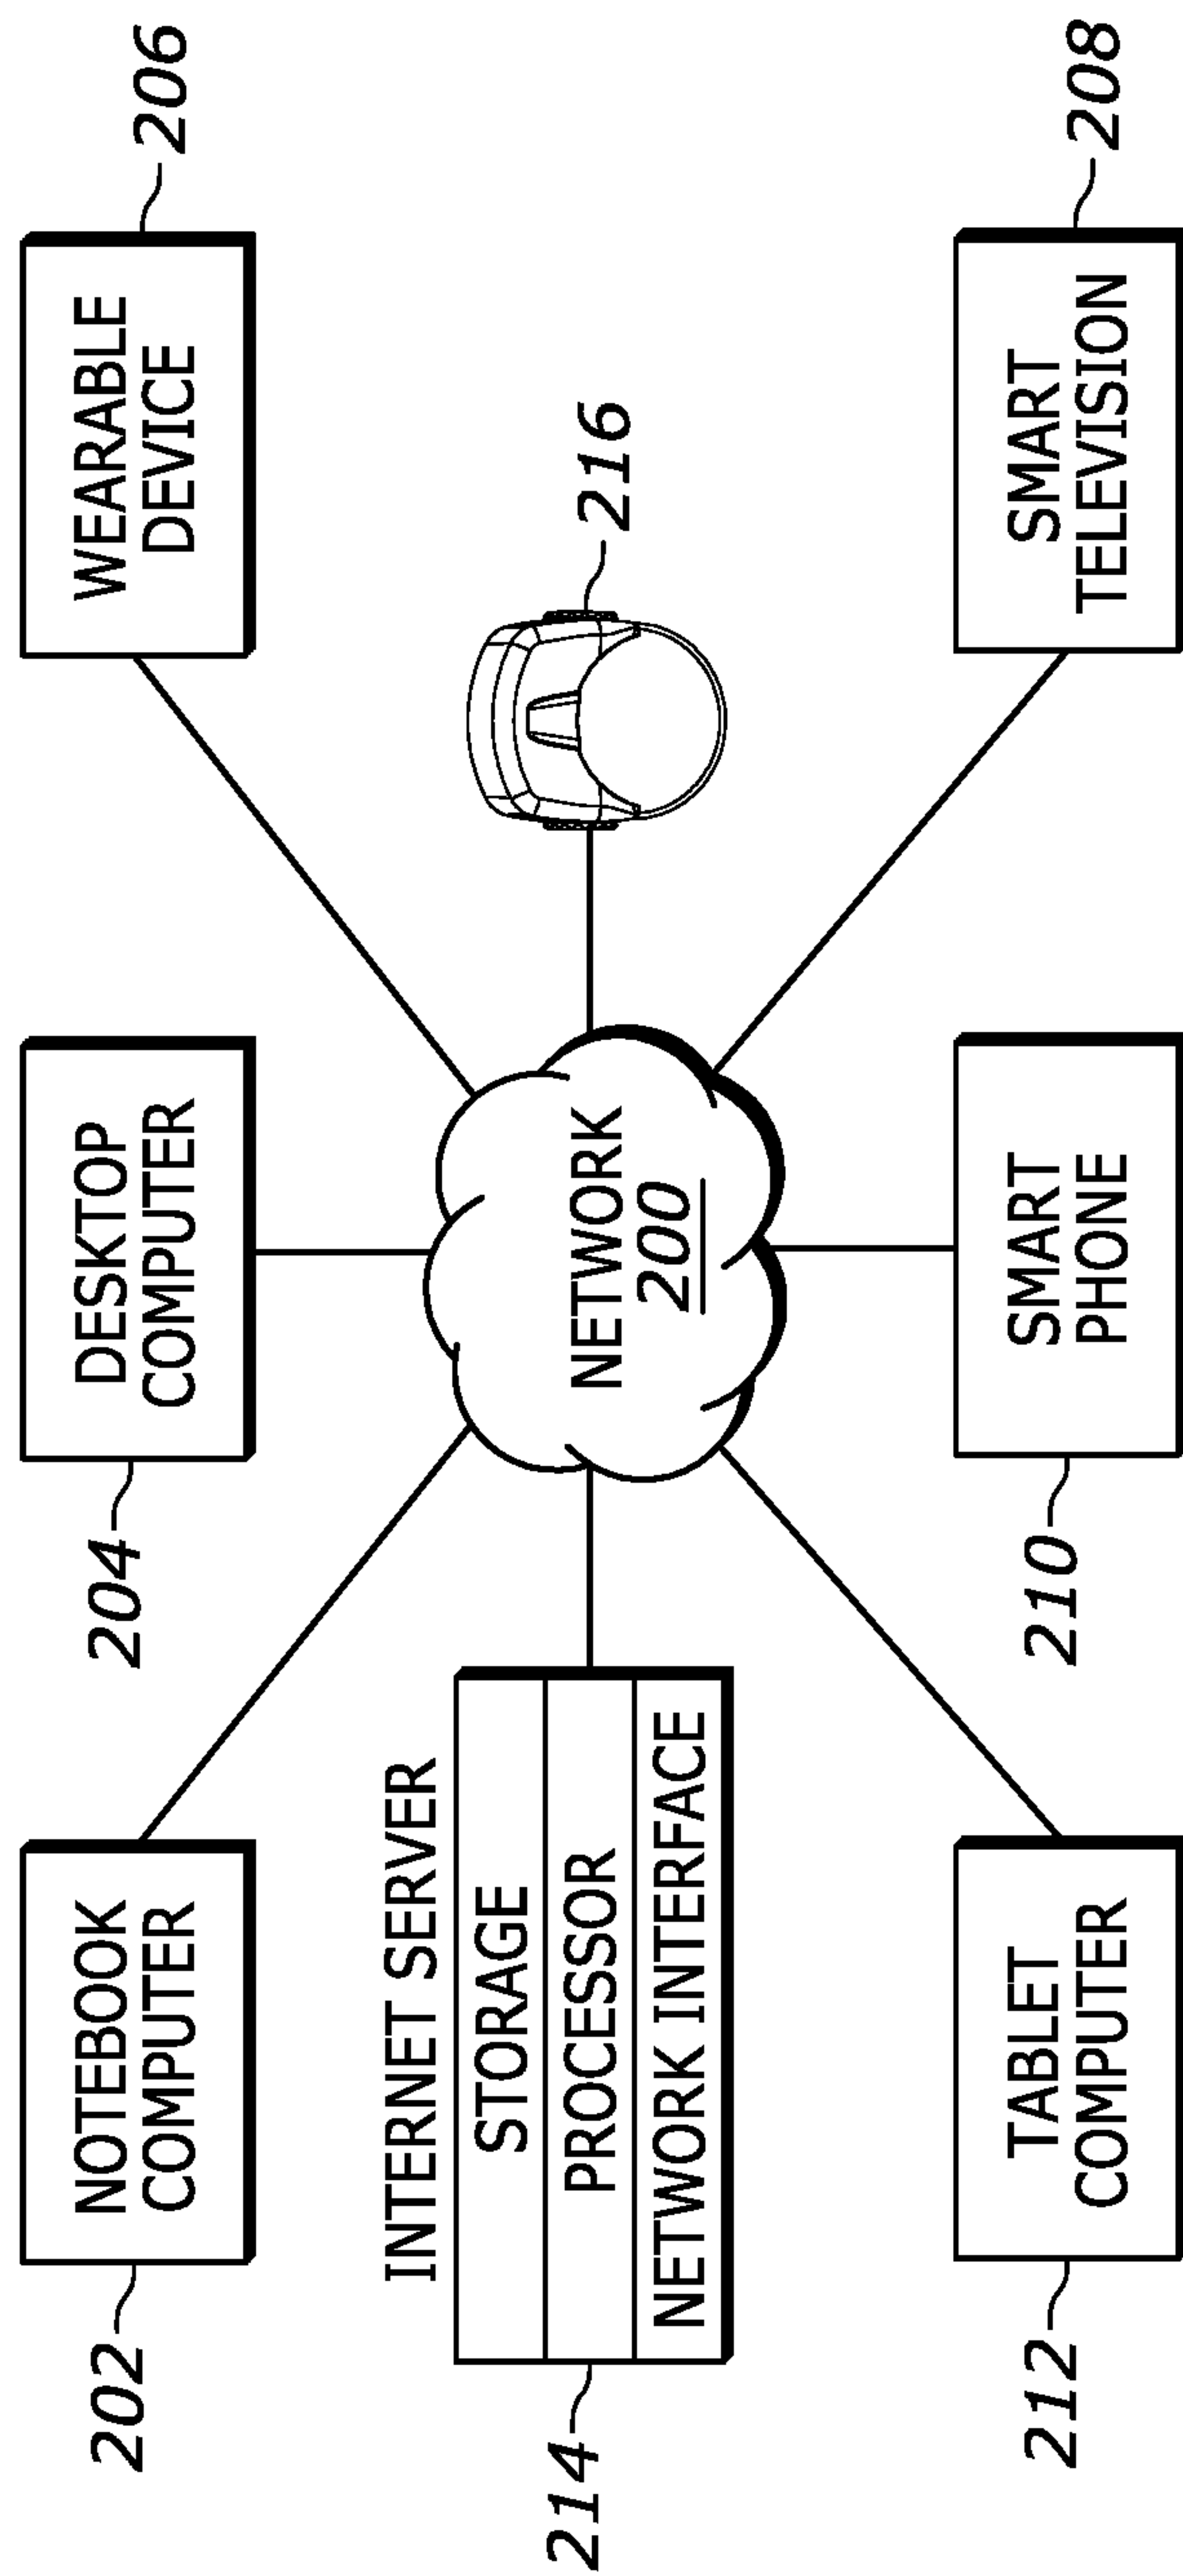 202
NOTEBOOK
COMPUTER
204
DESKTOP
COMPUTER
WEARABLE
DEVICE
206
INTERNET SERVER
STORAGE
PROCESSOR
NETWORK INTERFACE
214
NETWORK
200
216
212
TABLET
COMPUTER
210
SMART
PHONE
SMART
TELEVISION
208